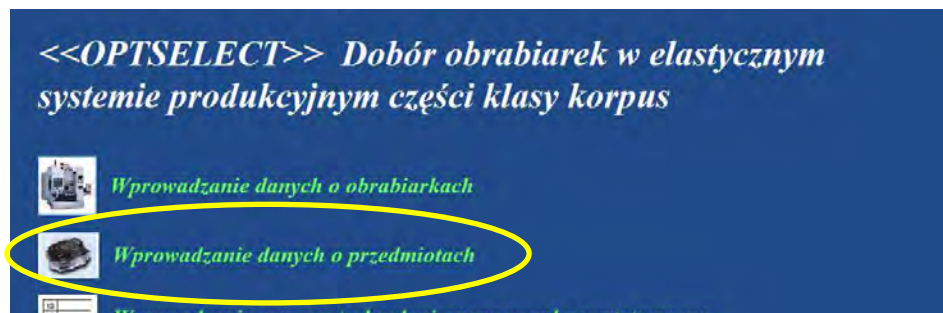 <<OPTSELECT>> Dobór obrabiarek w elastycznym
systemie produkcyjnym części klasy korpus
Wprowadzanie danych o obrabiarkach
Wprowadzanie danych o przedmiotach